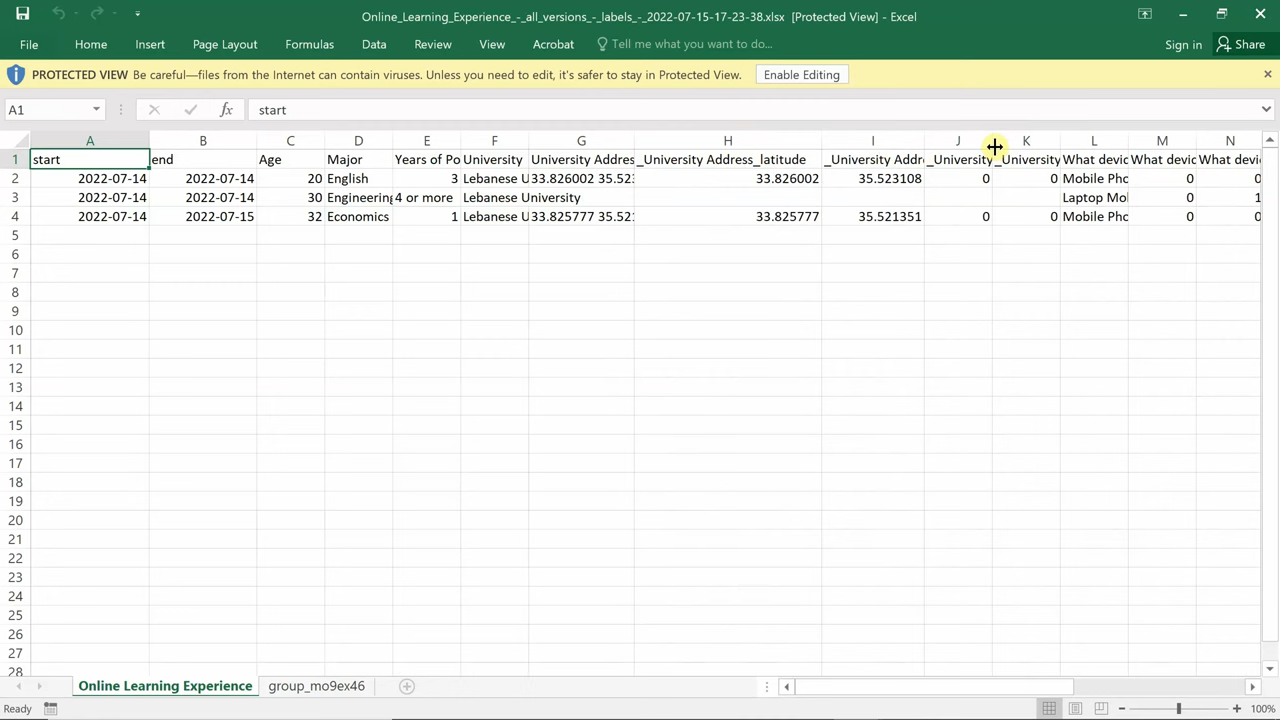 Online_Learning_Experience_-_all_versions_-_labels_-_2022-07-15-17-23-38.xlsx [Protected View] - Excel
File Home Insert Page Layout Formulas Data Review View Acrobat Tell me what you want to do... Sign in Share
PROTECTED VIEW Be careful—files from the Internet can contain viruses. Unless you need to edit, it's safer to stay in Protected View. Enable Editing
A1 fx start
A B C D E F G H I J K L M N
1 start end Age Major Years of Po University University Addres _University Address_latitude _University Addr _University _University What devic What devic What devi
2 2022-07-14 2022-07-14 20 English 3 Lebanese U 33.826002 35.523 33.826002 35.523108 0 0 Mobile Pho 0 0
3 2022-07-14 2022-07-14 30 Engineering 4 or more Lebanese University Laptop Mol 0 1
4 2022-07-14 2022-07-15 32 Economics 1 Lebanese U 33.825777 35.521 33.825777 35.521351 0 0 Mobile Pho 0 0
5
6
7
8
9
10
11
12
13
14
15
16
17
18
19
20
21
22
23
24
25
26
27
28
Online Learning Experience group_mo9ex46
Ready 100%